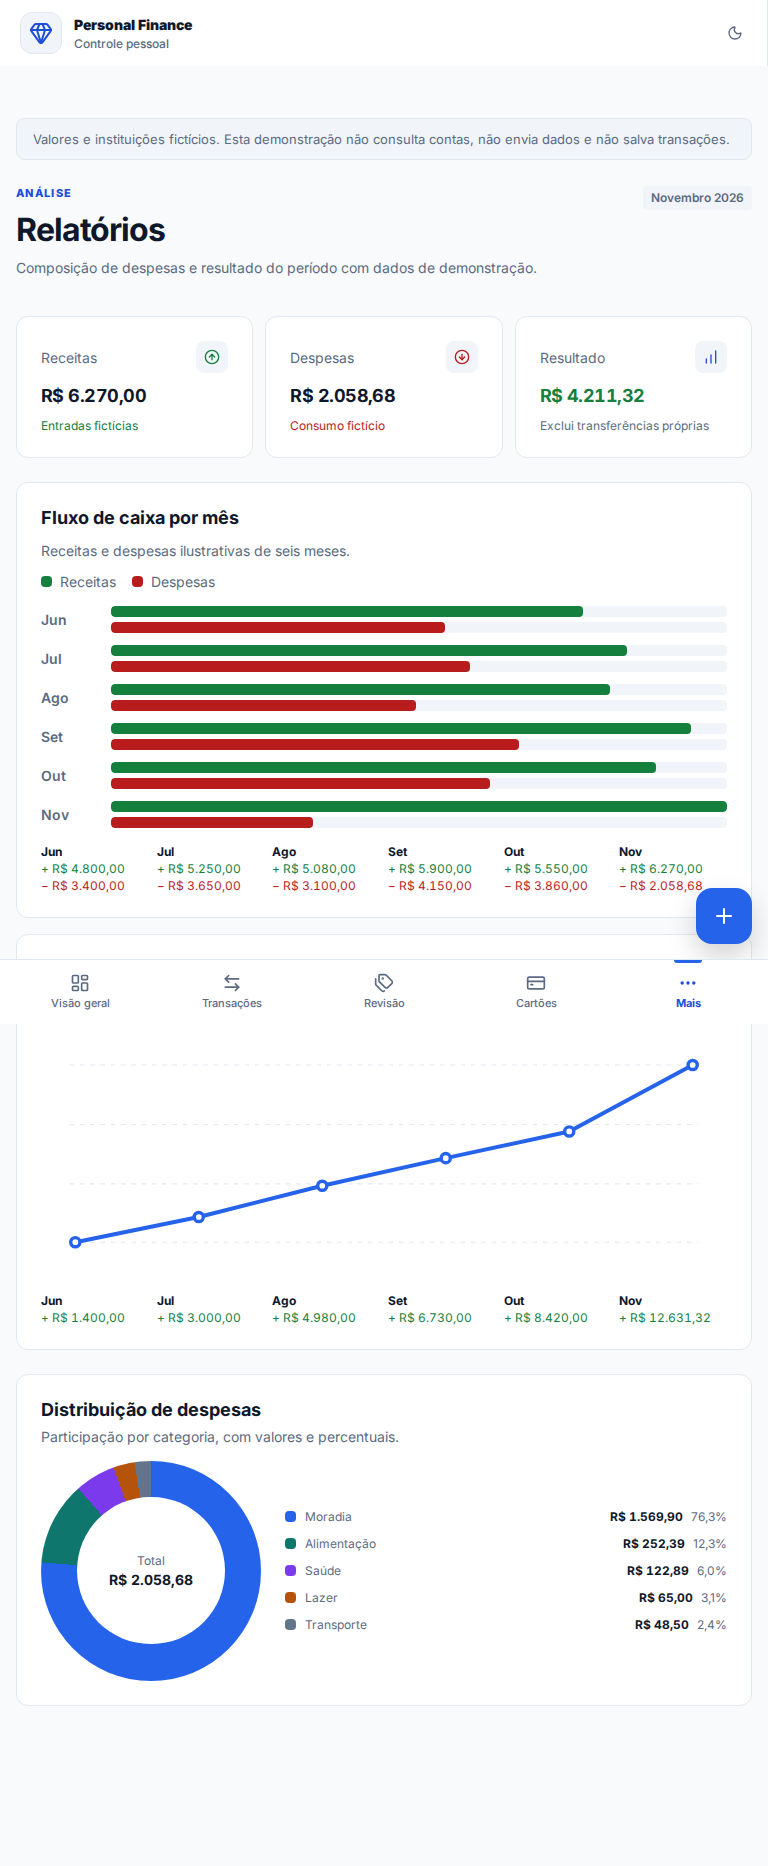 Personal Finance
Controle pessoal
Valores e instituições fictícios. Esta demonstração não consulta contas, não envia dados e não salva transações.
ANÁLISE
Novembro 2026
Relatórios
Composição de despesas e resultado do período com dados de demonstração.
Receitas
R$ 6.270,00
Entradas fictícias
Despesas
R$ 2.058,68
Consumo fictício
Resultado
R$ 4.211,32
Exclui transferências próprias
Fluxo de caixa por mês
Receitas e despesas ilustrativas de seis meses.
Receitas Despesas
Jun
Jul
Ago
Set
Out
Nov
Jun Jul Ago Set Out Nov
+ R$ 4.800,00 + R$ 5.250,00 + R$ 5.080,00 + R$ 5.900,00 + R$ 5.550,00 + R$ 6.270,00
− R$ 3.400,00 − R$ 3.650,00 − R$ 3.100,00 − R$ 4.150,00 − R$ 3.860,00 − R$ 2.058,68
Visão geral Transações Revisão Cartões Mais
Jun Jul Ago Set Out Nov
+ R$ 1.400,00 + R$ 3.000,00 + R$ 4.980,00 + R$ 6.730,00 + R$ 8.420,00 + R$ 12.631,32
Distribuição de despesas
Participação por categoria, com valores e percentuais.
Total
R$ 2.058,68
Moradia R$ 1.569,90 76,3%
Alimentação R$ 252,39 12,3%
Saúde R$ 122,89 6,0%
Lazer R$ 65,00 3,1%
Transporte R$ 48,50 2,4%